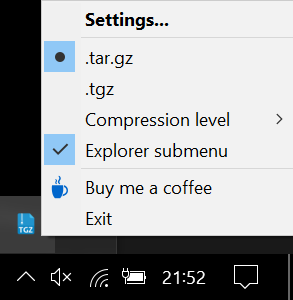 Settings...
.tar.gz
.tgz
Compression level
Explorer submenu
Buy me a coffee
Exit
TGZ
21:52